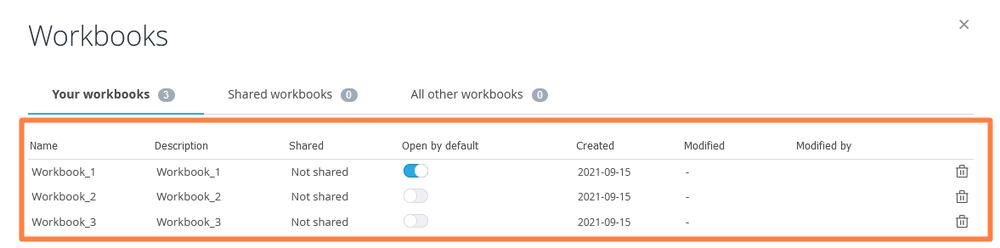 Workbooks
Your workbooks 3 Shared workbooks 0 All other workbooks 0
Name Description Shared Open by default Created Modified Modified by
Workbook_1 Workbook_1 Not shared 2021-09-15 -
Workbook_2 Workbook_2 Not shared 2021-09-15 -
Workbook_3 Workbook_3 Not shared 2021-09-15 -